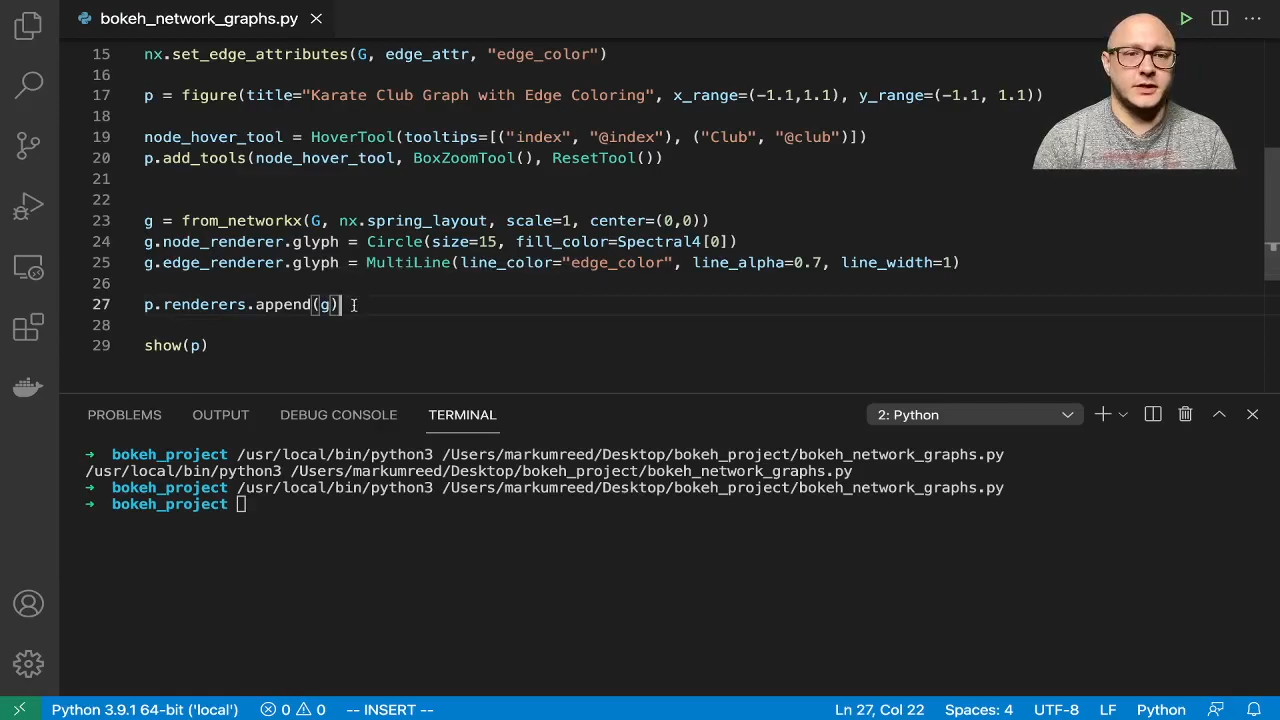 bokeh_network_graphs.py
15 nx.set_edge_attributes(G, edge_attr, "edge_color")
16
17 p = figure(title="Karate Club Graph with Edge Coloring", x_range=(-1.1,1.1), y_range=(-1.1, 1.1))
18
19 node_hover_tool = HoverTool(tooltips=[("index", "@index"), ("Club", "@club")])
20 p.add_tools(node_hover_tool, BoxZoomTool(), ResetTool())
21
22
23 g = from_networkx(G, nx.spring_layout, scale=1, center=(0,0))
24 g.node_renderer.glyph = Circle(size=15, fill_color=Spectral4[0])
25 g.edge_renderer.glyph = MultiLine(line_color="edge_color", line_alpha=0.7, line_width=1)
26
27 p.renderers.append(g)
28
29 show(p)
PROBLEMS OUTPUT DEBUG CONSOLE TERMINAL 2: Python
→ bokeh_project /usr/local/bin/python3 /Users/markumreed/Desktop/bokeh_project/bokeh_network_graphs.py
/usr/local/bin/python3 /Users/markumreed/Desktop/bokeh_project/bokeh_network_graphs.py
→ bokeh_project /usr/local/bin/python3 /Users/markumreed/Desktop/bokeh_project/bokeh_network_graphs.py
→ bokeh_project
Python 3.9.1 64-bit ('local') 0 0 -- INSERT -- Ln 27, Col 22 Spaces: 4 UTF-8 LF Python